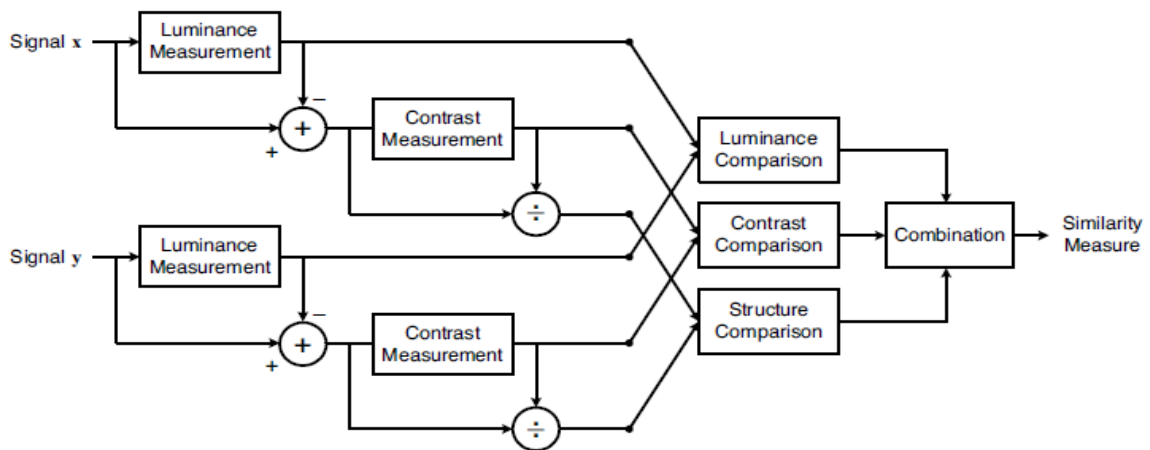 Signal x
Luminance
Measurement
−
+
+
Contrast
Measurement
÷
Signal y
Luminance
Measurement
−
+
+
Contrast
Measurement
÷
Luminance
Comparison
Contrast
Comparison
Structure
Comparison
Combination
Similarity
Measure